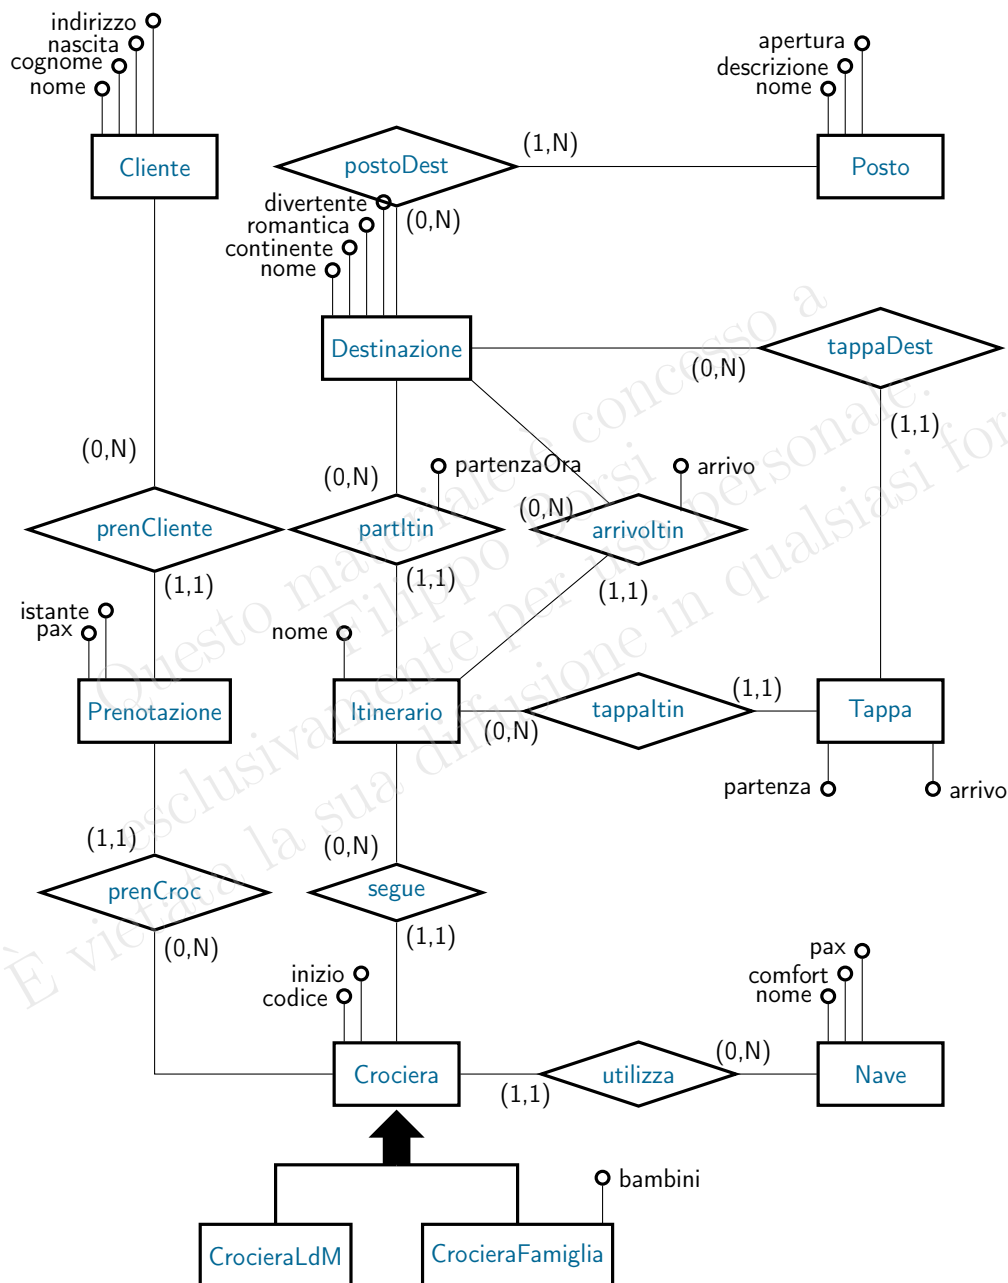 indirizzo
nascita
cognome
nome
Cliente
apertura
descrizione
nome
Posto
postoDest
(1,N)
(0,N)
divertente
romantica
continente
nome
Destinazione
(0,N)
tappaDest
(1,1)
(0,N)
prenCliente
(1,1)
(0,N)
partenzaOra
partItin
(1,1)
arrivo
(0,N)
arrivoItin
(1,1)
istante
pax
Prenotazione
nome
Itinerario
(0,N)
tappaItin
(1,1)
Tappa
partenza
arrivo
(1,1)
prenCroc
(0,N)
(0,N)
segue
(1,1)
inizio
codice
Crociera
(1,1)
utilizza
(0,N)
pax
comfort
nome
Nave
bambini
CrocieraLdM
CrocieraFamiglia
Questo materiale è concesso a
Filippo
esclusivamente per uso personale.
È vietata la sua diffusione in qualsiasi for